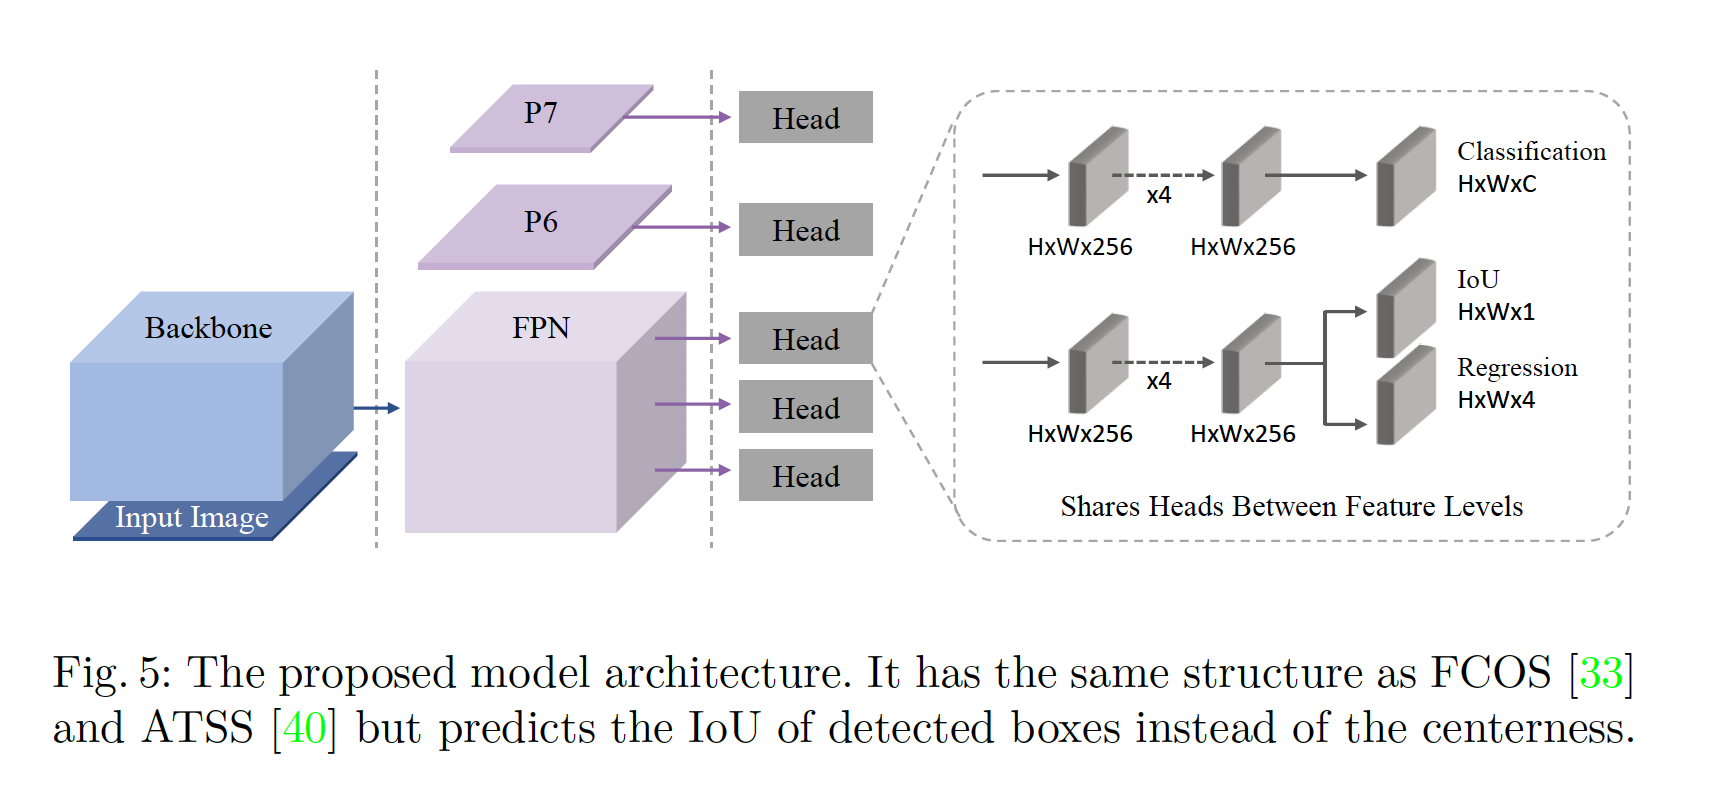 P7
Head
P6
Head
Backbone
FPN
Head
Head
Head
Input Image
x4
HxWx256
HxWx256
Classification
HxWxC
x4
HxWx256
HxWx256
IoU
HxWx1
Regression
HxWx4
Shares Heads Between Feature Levels
Fig. 5: The proposed model architecture. It has the same structure as FCOS [33]
and ATSS [40] but predicts the IoU of detected boxes instead of the centerness.